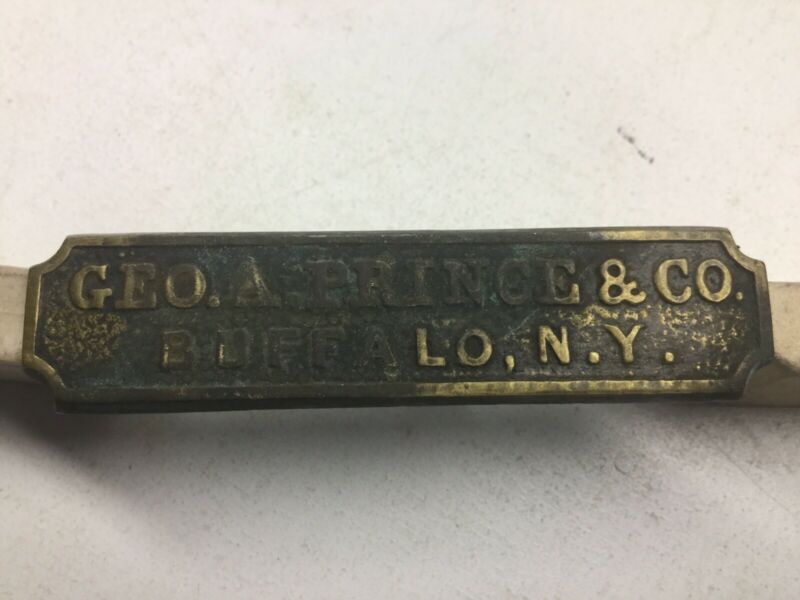 GEO. A. PRINCE & CO.
BUFFALO, N.Y.